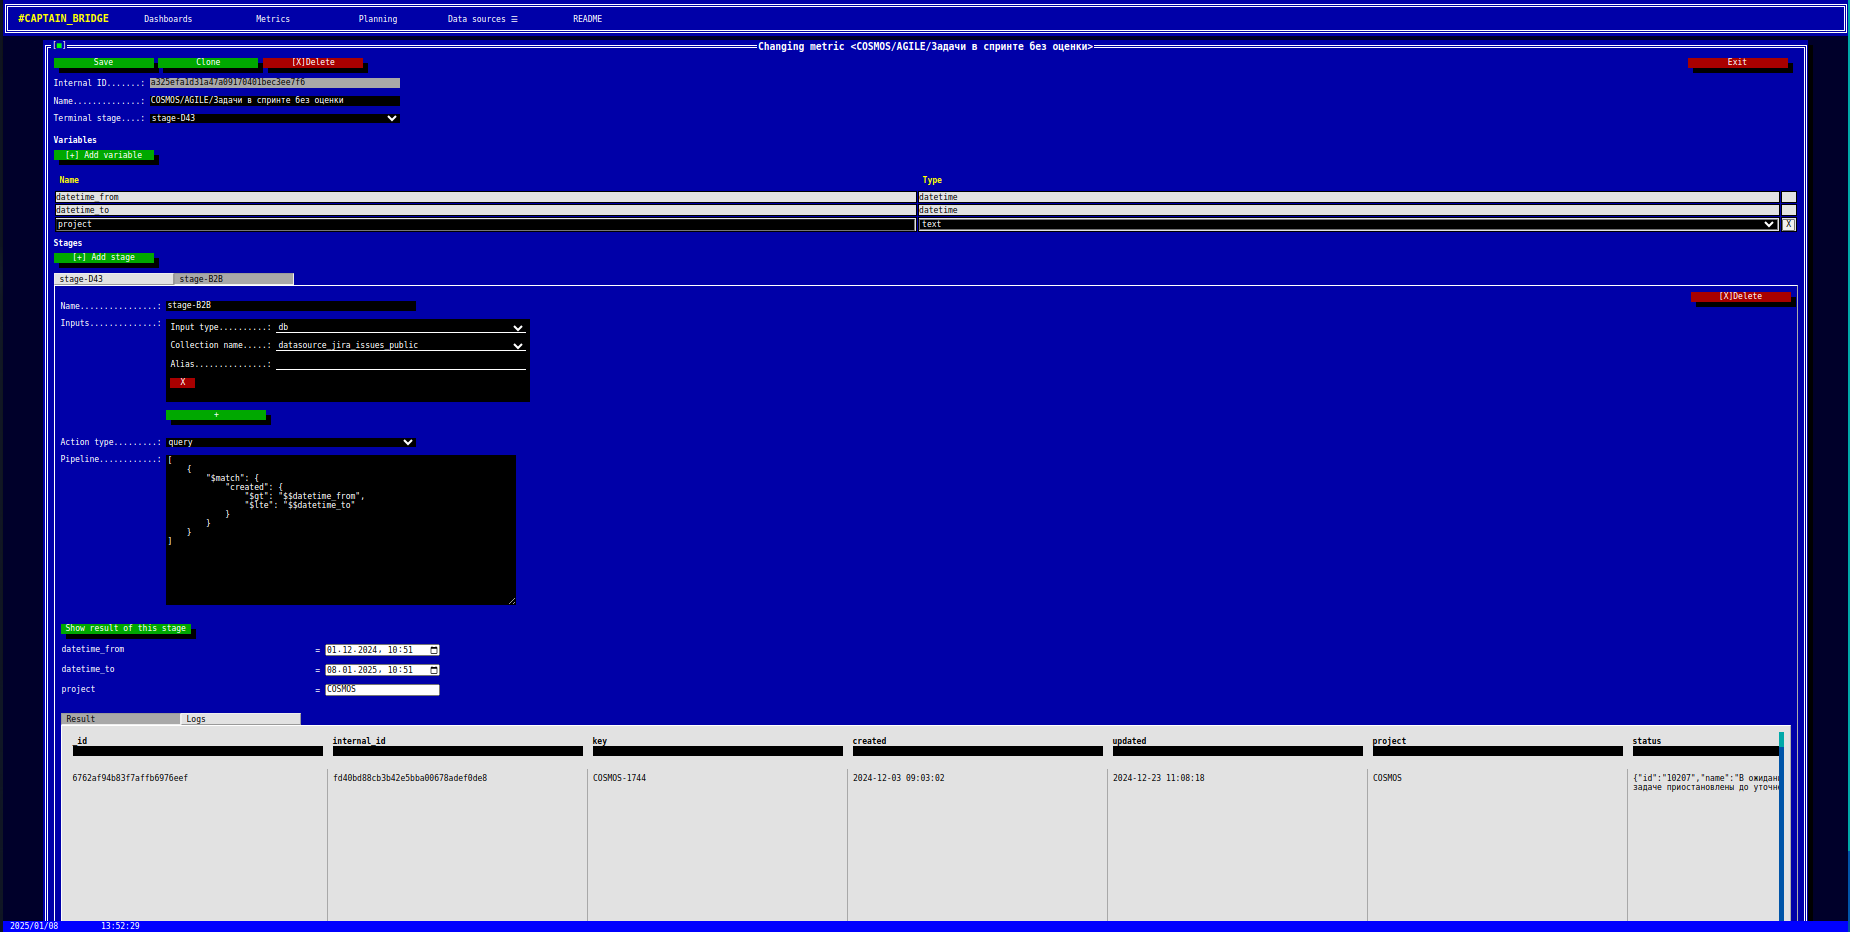 #CAPTAIN_BRIDGE Dashboards Metrics Planning Data sources ☰ README
[■] Changing metric <COSMOS/AGILE/Задачи в спринте без оценки>
Save Clone [X]Delete Exit
Internal ID.......: a325efa1d31a47a09170401bec3ee7f6
Name..............: COSMOS/AGILE/Задачи в спринте без оценки
Terminal stage....: stage-D43
Variables
[+] Add variable
Name Type
datetime_from datetime
datetime_to datetime
project text X
Stages
[+] Add stage
stage-D43 stage-B2B
Name...............: stage-B2B [X]Delete
Inputs.............: Input type..........: db
Collection name.....: datasource_jira_issues_public
Alias...............:
X
+
Action type.........: query
Pipeline............: [
{
"$match": {
"created": {
"$gt": "$$datetime_from",
"$lte": "$$datetime_to"
}
}
}
]
Show result of this stage
datetime_from = 01.12.2024, 10:51
datetime_to = 08.01.2025, 10:51
project = COSMOS
Result Logs
_id internal_id key created updated project status
6762af94b83f7affb6976eef fd40bd88cb3b42e5bba00678adef0de8 COSMOS-1744 2024-12-03 09:03:02 2024-12-23 11:08:18 COSMOS {"id":"10207","name":"В ожидани
задаче приостановлены до уточне
2025/01/08 13:52:29